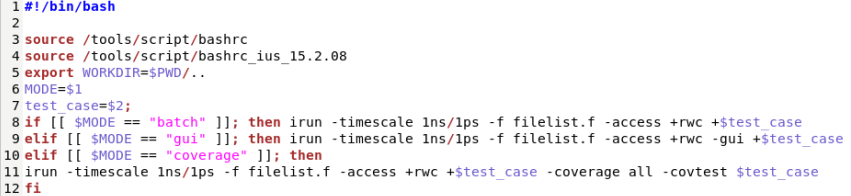 1 #!/bin/bash
2
3 source /tools/script/bashrc
4 source /tools/script/bashrc_ius_15.2.08
5 export WORKDIR=$PWD/..
6 MODE=$1
7 test_case=$2;
8 if [[ $MODE == "batch" ]]; then irun -timescale 1ns/1ps -f filelist.f -access +rwc +$test_case
9 elif [[ $MODE == "gui" ]]; then irun -timescale 1ns/1ps -f filelist.f -access +rwc -gui +$test_case
10 elif [[ $MODE == "coverage" ]]; then
11 irun -timescale 1ns/1ps -f filelist.f -access +rwc +$test_case -coverage all -covtest $test_case
12 fi